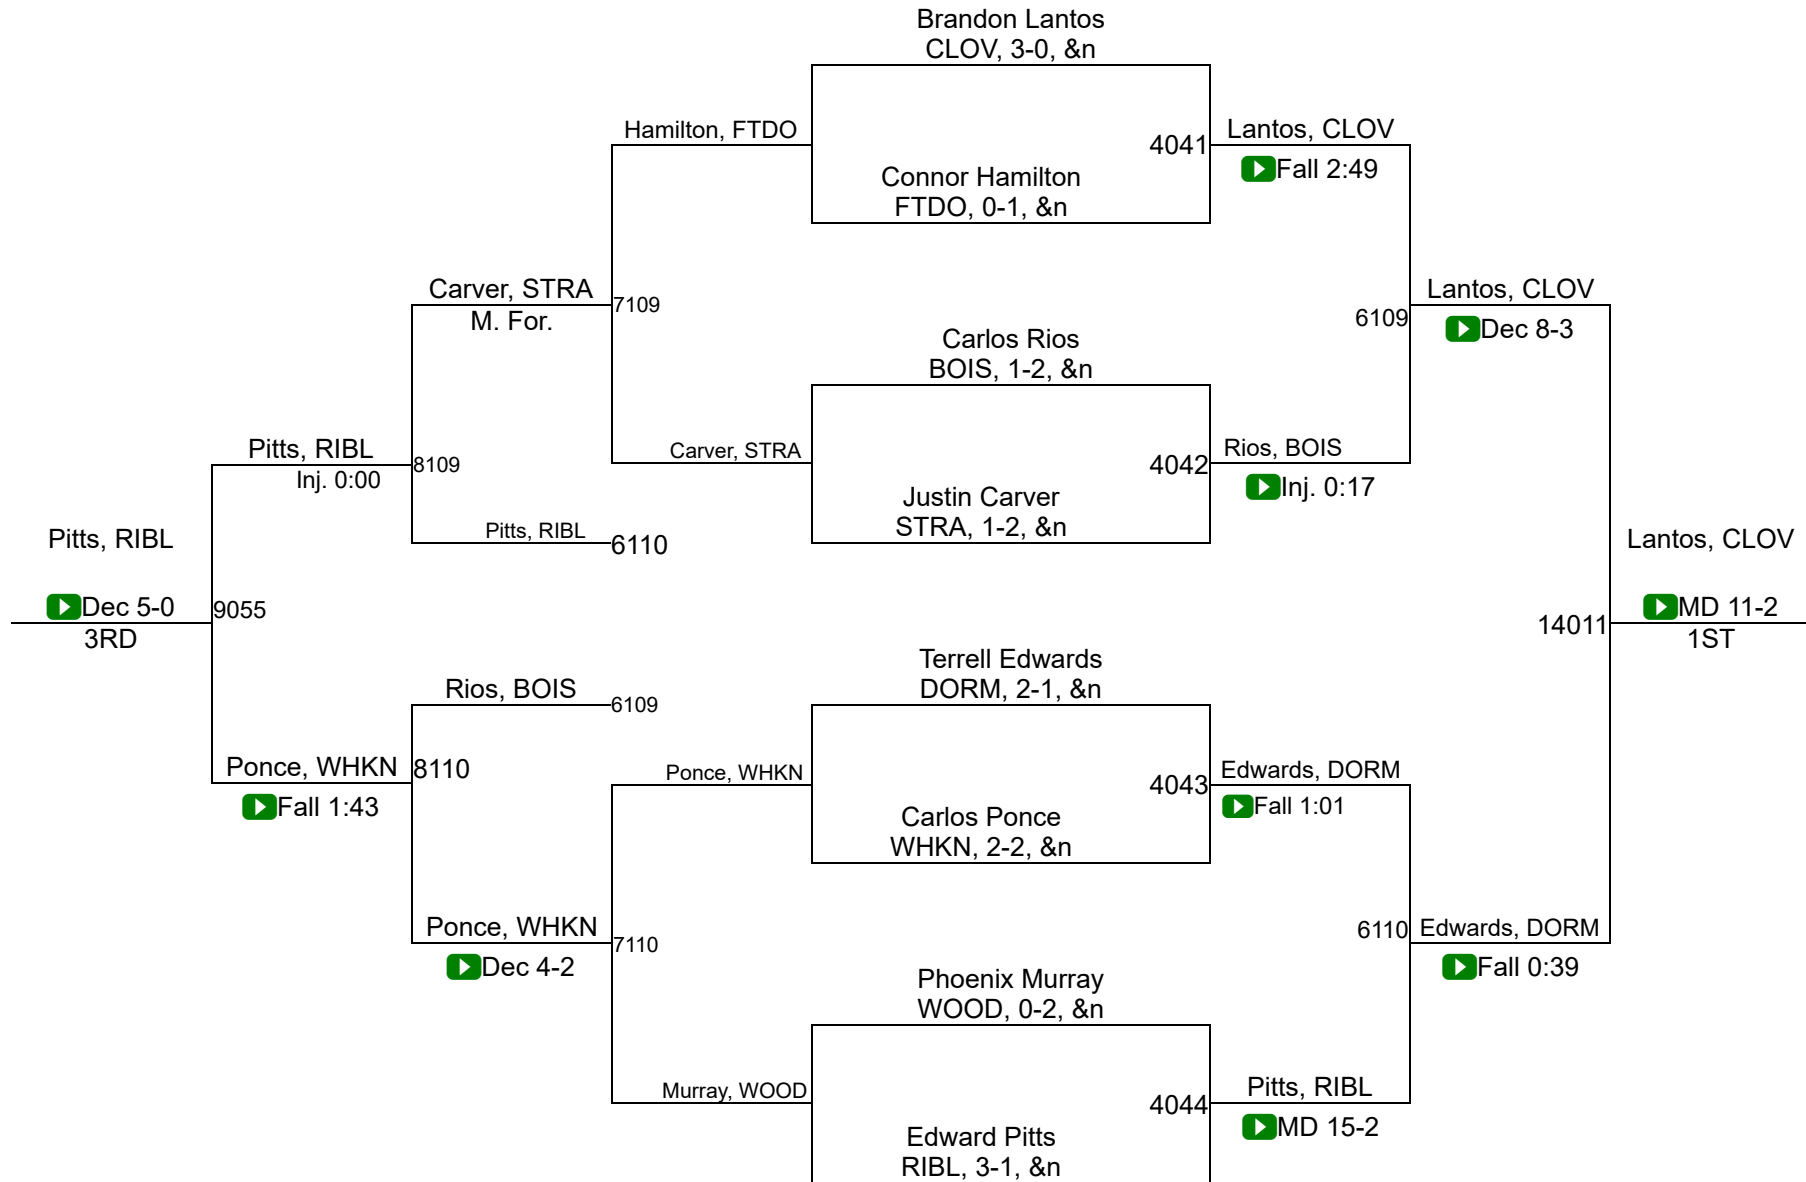 Brandon Lantos
CLOV, 3-0, &n
Hamilton, FTDO
4041
Lantos, CLOV
Fall 2:49
Connor Hamilton
FTDO, 0-1, &n
Carver, STRA
M. For.
7109
Lantos, CLOV
6109
Dec 8-3
Carlos Rios
BOIS, 1-2, &n
Pitts, RIBL
Inj. 0:00
8109
Carver, STRA
4042
Rios, BOIS
Inj. 0:17
Justin Carver
STRA, 1-2, &n
Pitts, RIBL
6110
Pitts, RIBL
Lantos, CLOV
Dec 5-0
3RD
9055
14011
MD 11-2
1ST
Terrell Edwards
DORM, 2-1, &n
Rios, BOIS
6109
Ponce, WHKN
8110
Fall 1:43
Ponce, WHKN
4043
Edwards, DORM
Fall 1:01
Carlos Ponce
WHKN, 2-2, &n
Ponce, WHKN
7110
Dec 4-2
6110
Edwards, DORM
Fall 0:39
Phoenix Murray
WOOD, 0-2, &n
Murray, WOOD
4044
Pitts, RIBL
MD 15-2
Edward Pitts
RIBL, 3-1, &n